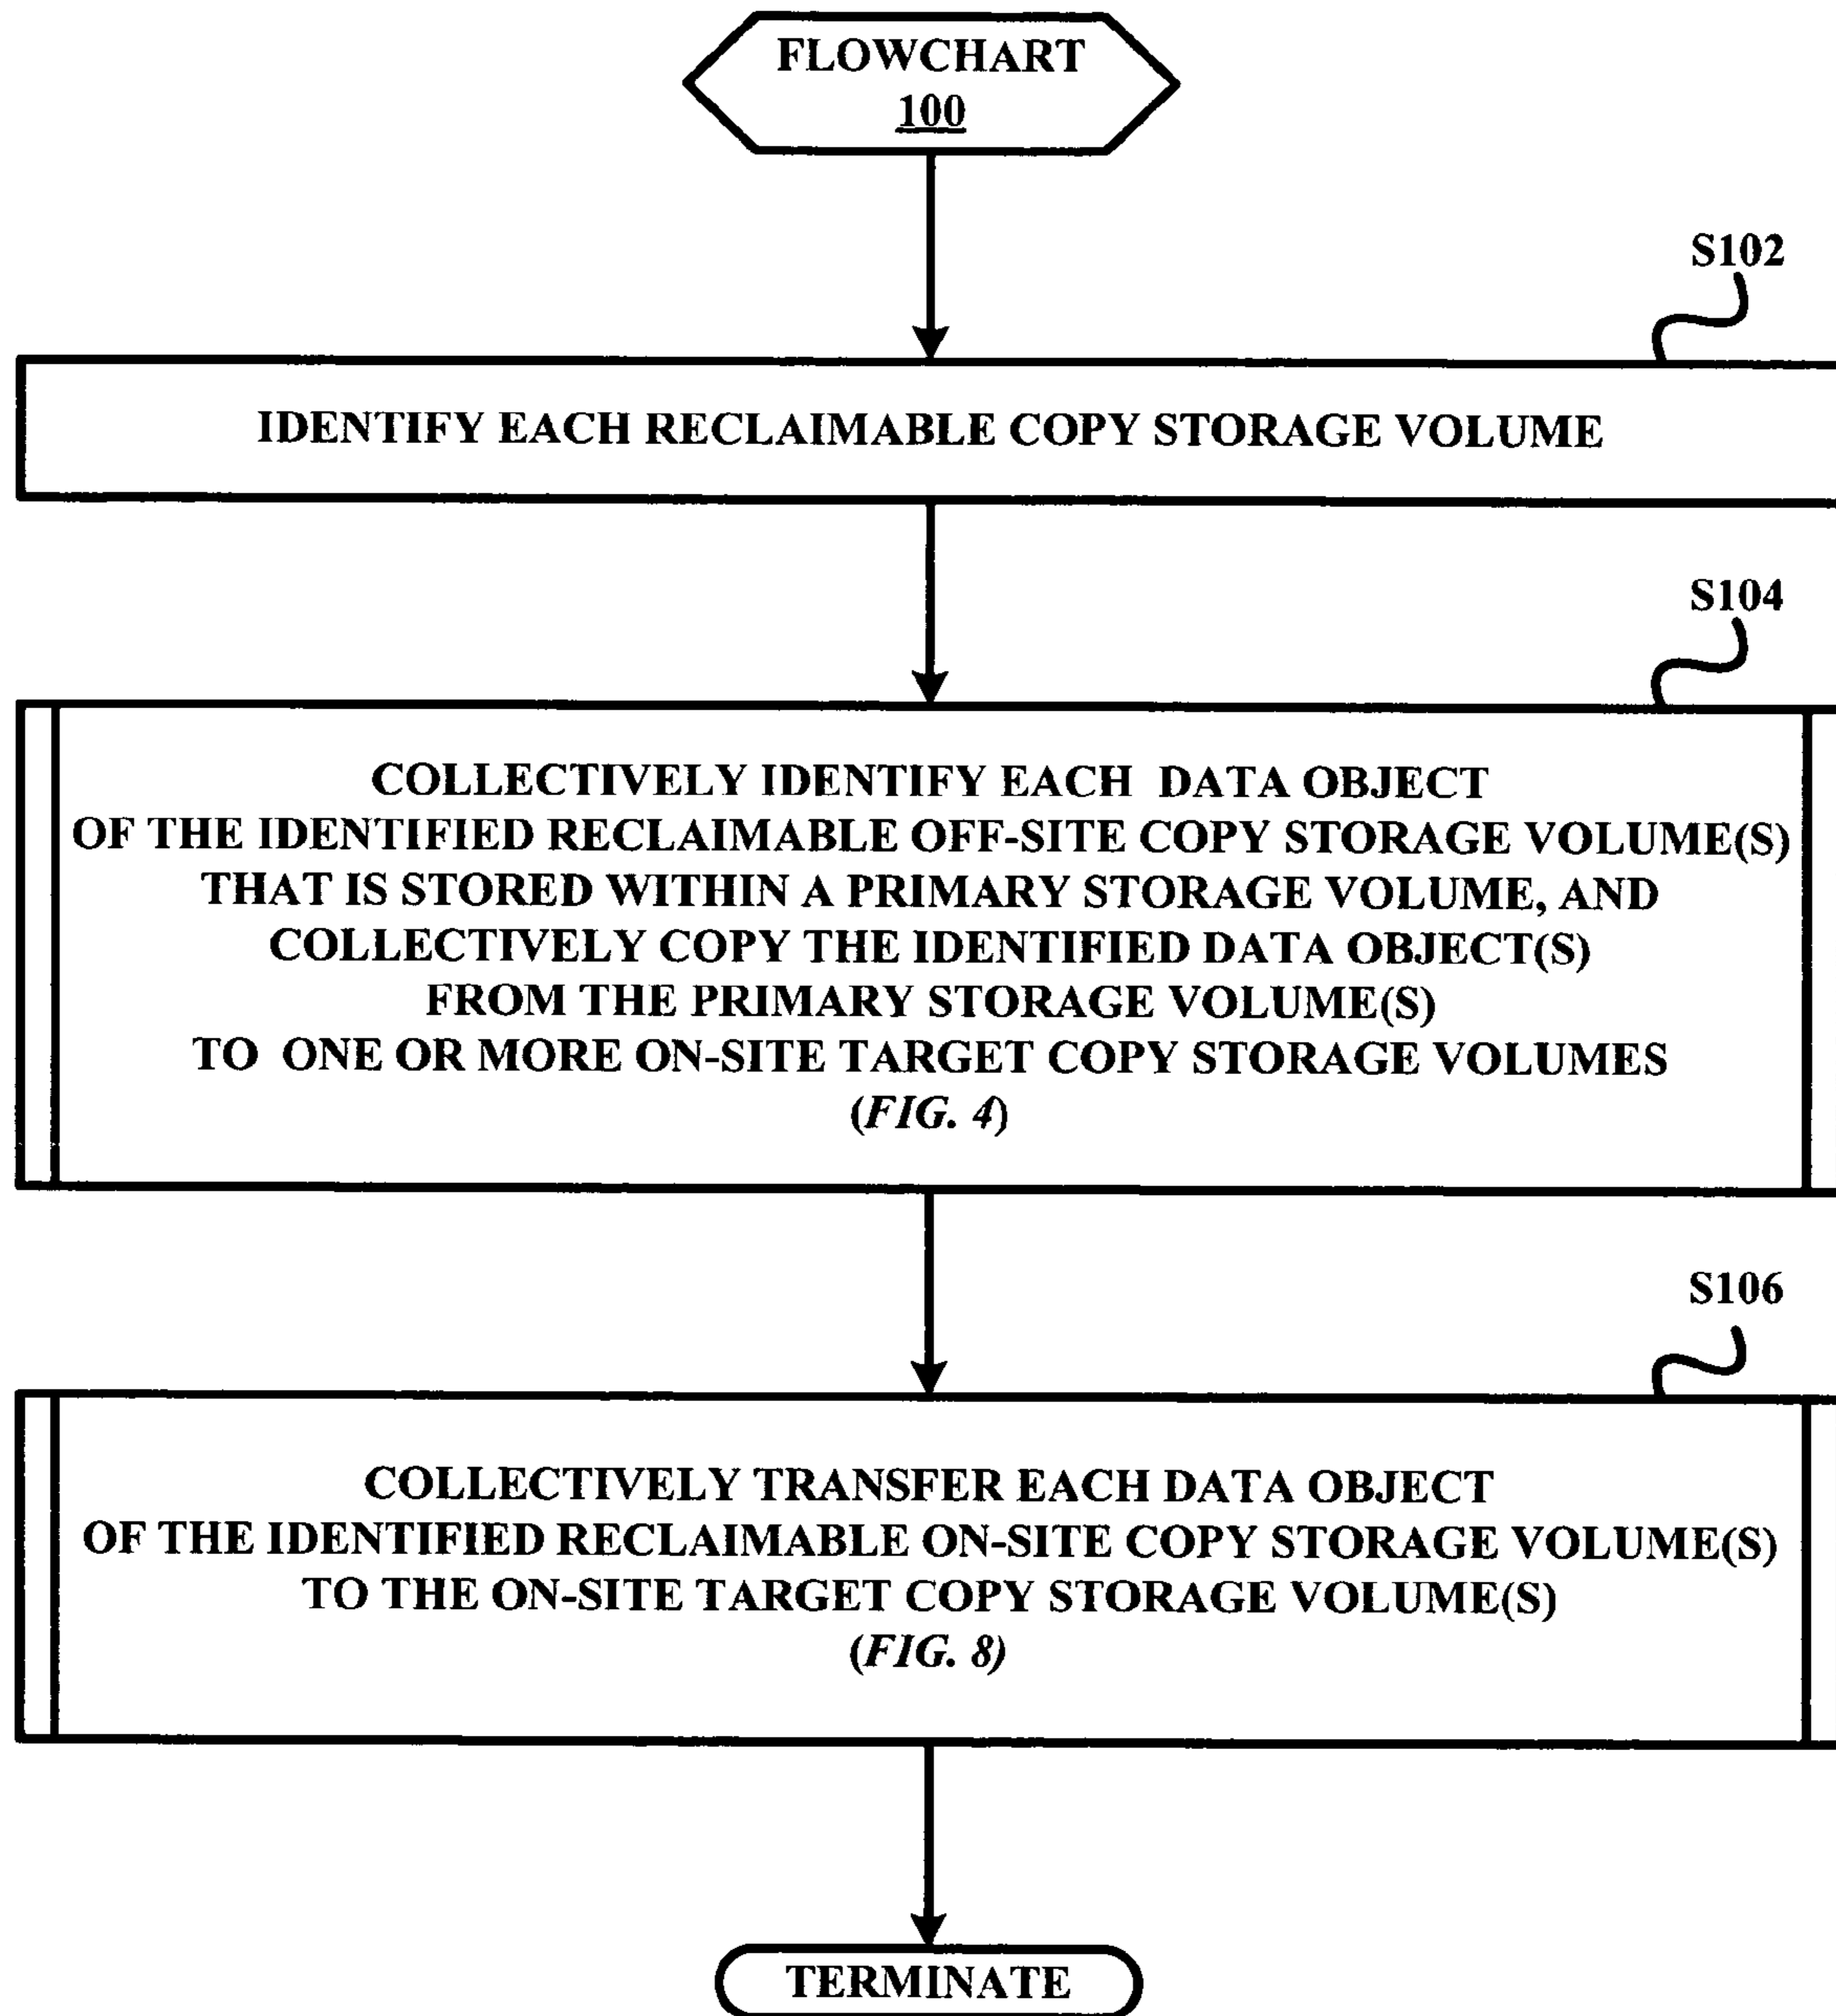 FLOWCHART
100
S102
IDENTIFY EACH RECLAIMABLE COPY STORAGE VOLUME
S104
COLLECTIVELY IDENTIFY EACH DATA OBJECT
OF THE IDENTIFIED RECLAIMABLE OFF-SITE COPY STORAGE VOLUME(S)
THAT IS STORED WITHIN A PRIMARY STORAGE VOLUME, AND
COLLECTIVELY COPY THE IDENTIFIED DATA OBJECT(S)
FROM THE PRIMARY STORAGE VOLUME(S)
TO ONE OR MORE ON-SITE TARGET COPY STORAGE VOLUMES
(FIG. 4)
S106
COLLECTIVELY TRANSFER EACH DATA OBJECT
OF THE IDENTIFIED RECLAIMABLE ON-SITE COPY STORAGE VOLUME(S)
TO THE ON-SITE TARGET COPY STORAGE VOLUME(S)
(FIG. 8)
TERMINATE